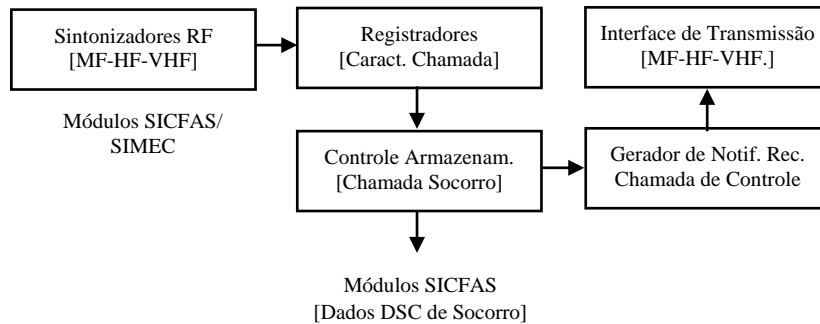 Sintonizadores RF
[MF-HF-VHF]
Registradores
[Caract. Chamada]
Interface de Transmissão
[MF-HF-VHF.]
Módulos SICFAS/
SIMEC
Controle Armazenam.
[Chamada Socorro]
Gerador de Notif. Rec.
Chamada de Controle
Módulos SICFAS
[Dados DSC de Socorro]